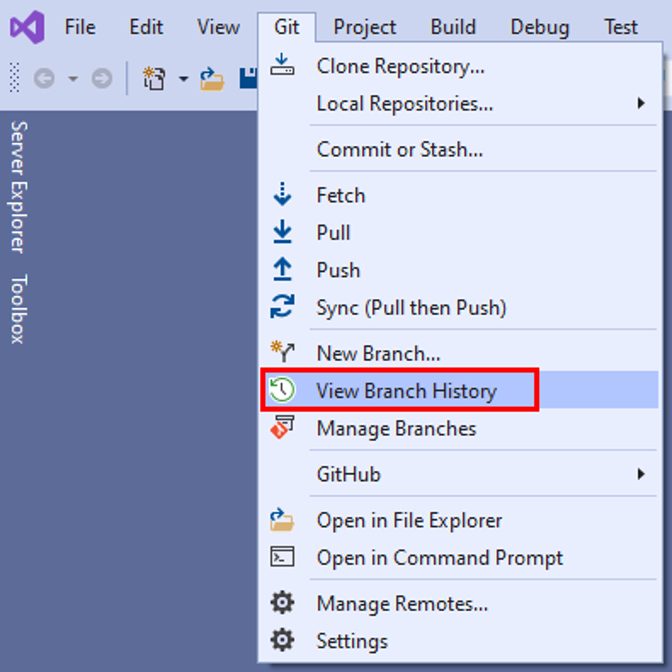 File Edit View Git Project Build Debug Test
Clone Repository...
Local Repositories...
Commit or Stash...
Fetch
Pull
Push
Sync (Pull then Push)
New Branch...
View Branch History
Manage Branches
GitHub
Open in File Explorer
Open in Command Prompt
Manage Remotes...
Settings
Server Explorer
Toolbox